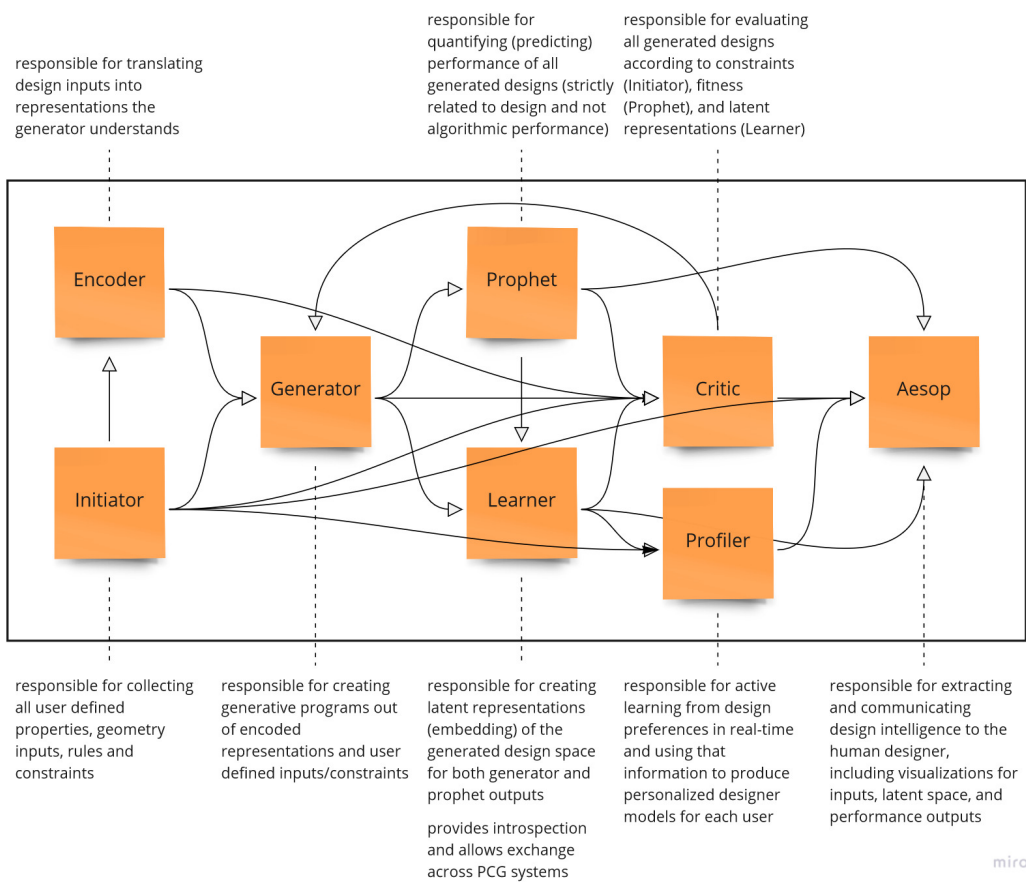 responsible for translating
design inputs into
representations the
generator understands
responsible for
quantifying (predicting)
performance of all
generated designs (strictly
related to design and not
algorithmic performance)
responsible for evaluating
all generated designs
according to constraints
(Initiator), fitness
(Prophet), and latent
representations (Learner)
Encoder
Prophet
Generator
Critic
Aesop
Initiator
Learner
Profiler
responsible for collecting
all user defined
properties, geometry
inputs, rules and
constraints
responsible for creating
generative programs out
of encoded
representations and user
defined inputs/constraints
responsible for creating
latent representations
(embedding) of the
generated design space
for both generator and
prophet outputs
provides introspection
and allows exchange
across PCG systems
responsible for active
learning from design
preferences in real-time
and using that
information to produce
personalized designer
models for each user
responsible for extracting
and communicating
design intelligence to the
human designer,
including visualizations for
inputs, latent space, and
performance outputs
miro